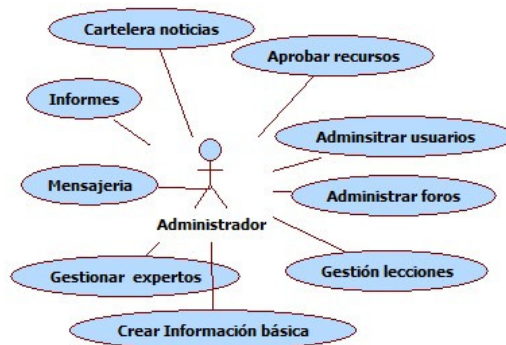 Cartelera noticias
Aprobar recursos
Informes
Adminsitrar usuarios
Mensajeria
Administrar foros
Administrador
Gestionar expertos
Gestión lecciones
Crear Información básica